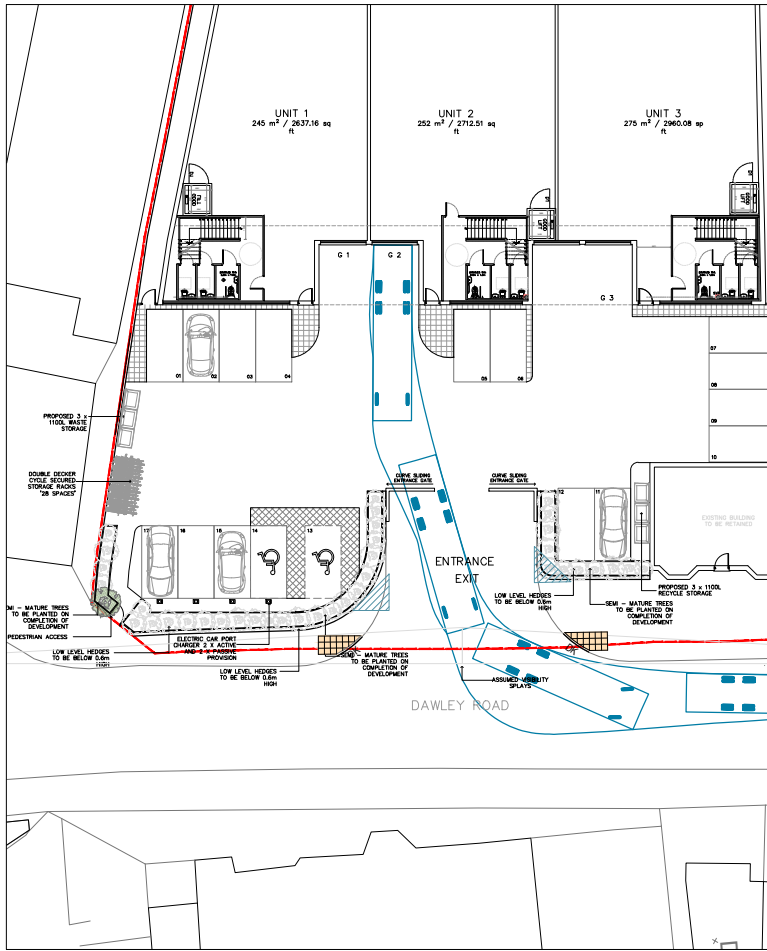 UNIT 1
245 m² / 2637.16 sq
ft
UNIT 2
252 m² / 2712.51 sq
ft
UNIT 3
275 m² / 2960.08 sp
ft
G 1
G 2
G 3
01
02
03
04
05
06
07
08
09
10
PROPOSED 3 x
1100L WASTE
STORAGE
DOUBLE DECKER
CYCLE SECURED
STORAGE RACKS
"28 SPACES"
CURVE SLIDING
ENTRANCE GATE
CURVE SLIDING
ENTRANCE GATE
12
11
17
16
15
14
13
EXISTING BUILDING
TO BE RETAINED
ENTRANCE
EXIT
LOW LEVEL HEDGES
TO BE BELOW 0.6m
HIGH
PROPOSED 3 x 1100L
RECYCLE STORAGE
SEMI - MATURE TREES
TO BE PLANTED ON
COMPLETION OF
DEVELOPMENT
MI - MATURE TREES
TO BE PLANTED ON
COMPLETION OF
DEVELOPMENT
PEDESTRIAN ACCESS
LOW LEVEL HEDGES
TO BE BELOW 0.6m
HIGH
ELECTRIC CAR PORT
CHARGER 2 X ACTIVE
AND 2 X PASSIVE
PROVISION
LOW LEVEL HEDGES
TO BE BELOW 0.6m
HIGH
SEMI - MATURE TREES
TO BE PLANTED ON
COMPLETION OF
DEVELOPMENT
ASSUMED VISIBILITY
SPLAYS
DAWLEY ROAD